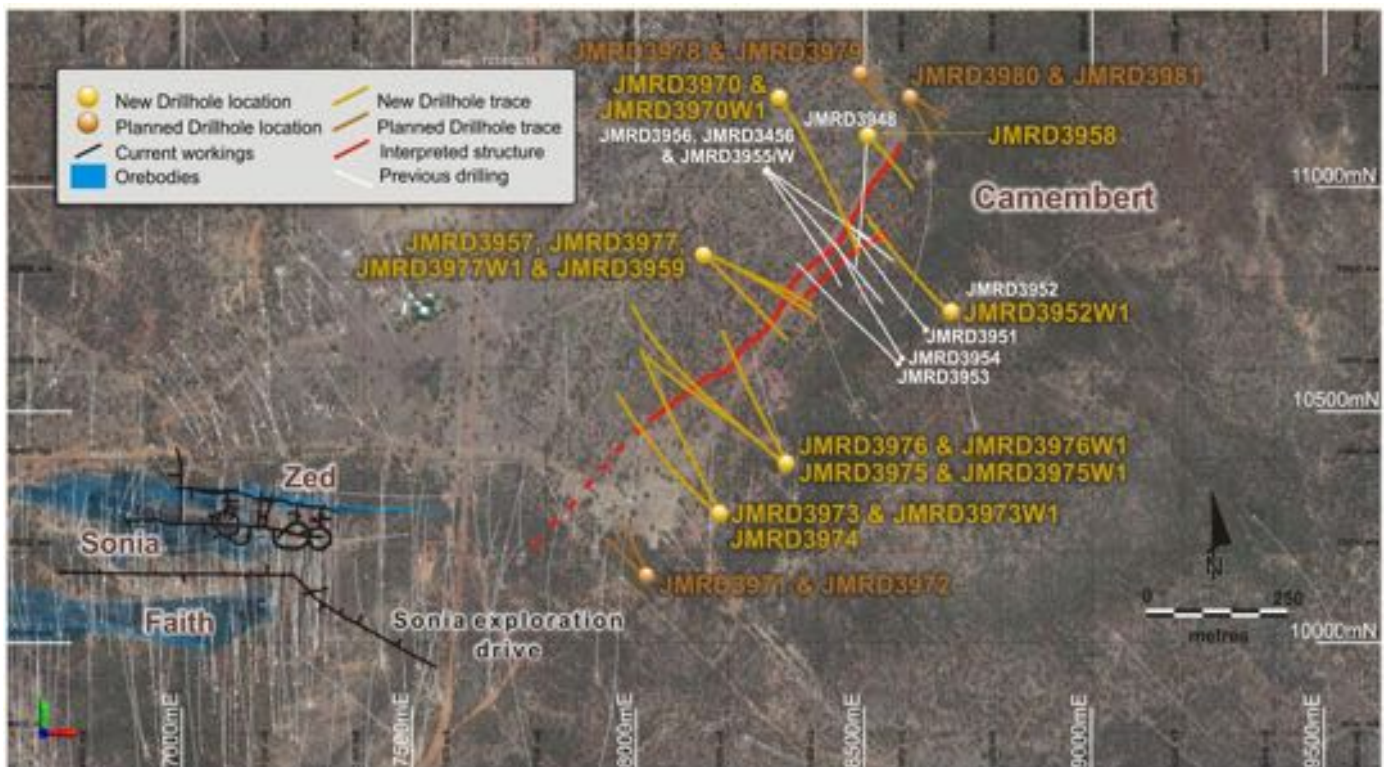 New Drillhole location
Planned Drillhole location
Current workings
Orebodies
New Drillhole trace
Planned Drillhole trace
Interpreted structure
Previous drilling
JMRD3978 & JMRD3979
JMRD3970 &
JMRD3970W1
JMRD3980 & JMRD3981
JMRD3948
JMRD3958
JMRD3956, JMRD3456
& JMRD3955/W
11000mN
Camembert
JMRD3957, JMRD3977,
JMRD3977W1 & JMRD3959
JMRD3952
JMRD3952W1
JMRD3951
JMRD3954
JMRD3953
10500mN
JMRD3976 & JMRD3976W1
JMRD3975 & JMRD3975W1
Zed
JMRD3973 & JMRD3973W1
JMRD3974
Sonia
JMRD3971 & JMRD3972
N
0 250
metres
Faith
Sonia exploration
drive
10000mN
7000mE
7500mE
8000mE
8500mE
9000mE
9500mE